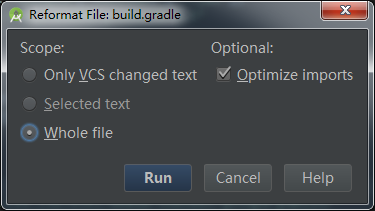 Reformat File: build.gradle
Scope:
Optional:
Only VCS changed text
Optimize imports
Selected text
Whole file
Run
Cancel
Help